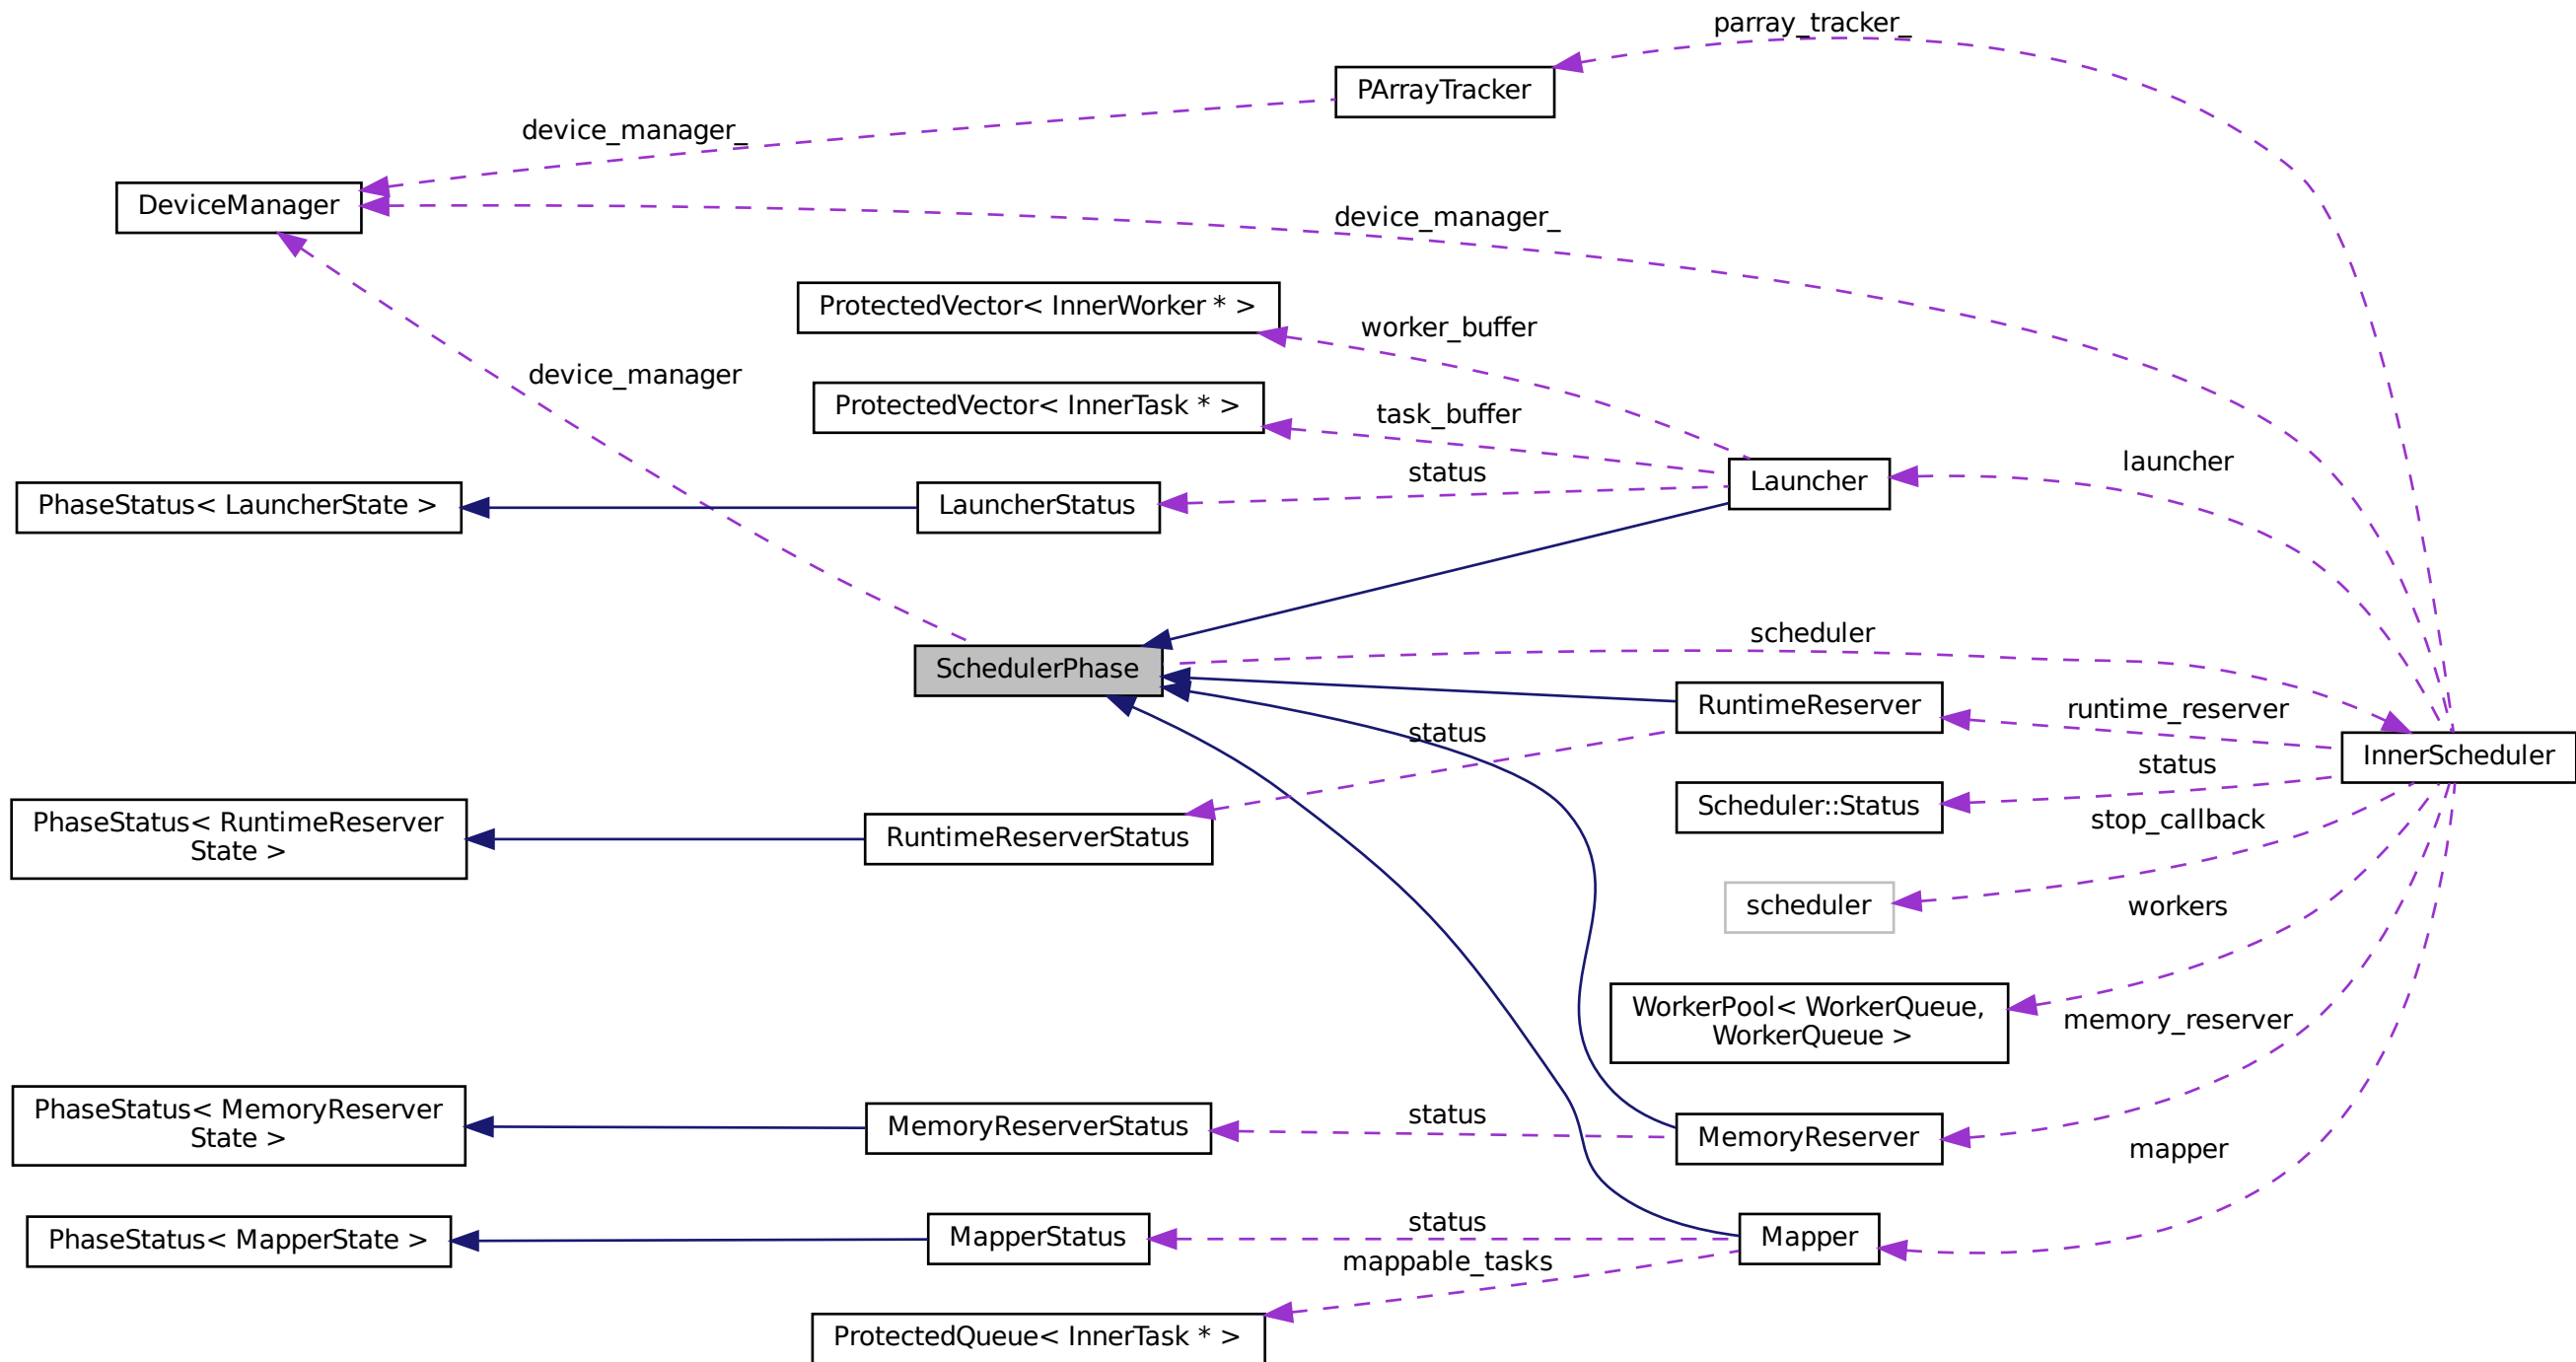 parray_tracker_
PArrayTracker
device_manager_
DeviceManager
device_manager_
ProtectedVector< InnerWorker * >
worker_buffer
device_manager
ProtectedVector< InnerTask * >
task_buffer
launcher
status
Launcher
PhaseStatus< LauncherState >
LauncherStatus
scheduler
SchedulerPhase
RuntimeReserver
runtime_reserver
status
InnerScheduler
status
Scheduler::Status
stop_callback
PhaseStatus< RuntimeReserver
State >
RuntimeReserverStatus
scheduler
workers
WorkerPool< WorkerQueue,
WorkerQueue >
memory_reserver
PhaseStatus< MemoryReserver
State >
MemoryReserverStatus
status
MemoryReserver
mapper
status
PhaseStatus< MapperState >
MapperStatus
Mapper
mappable_tasks
ProtectedQueue< InnerTask * >